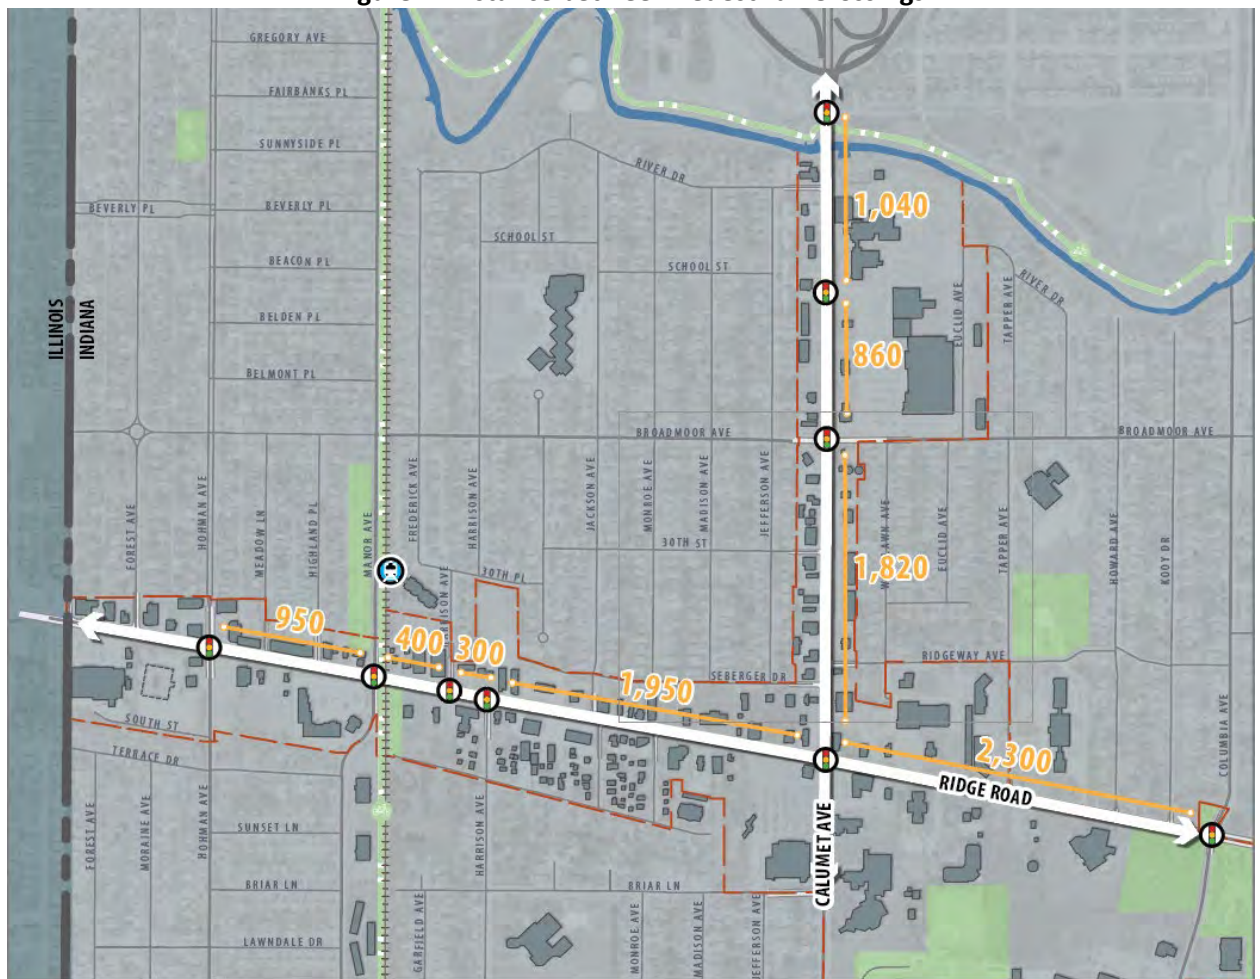 GREGORY AVE
FAIRBANKS PL
SUNNYSIDE PL
RIVER DR
BEVERLY PL
BEVERLY PL
1,040
SCHOOL ST
SCHOOL ST
BEACON PL
RIVER DR
EUCLID AVE
TAPPER AVE
ILLINOIS
INDIANA
BELDEN PL
860
BELMONT PL
BROADMOOR AVE
BROADMOOR AVE
FOREST AVE
HOHMAN AVE
MEADOW LN
HIGHLAND PL
MANOR AVE
FREDERICK AVE
HARRISON AVE
JACKSON AVE
MONROE AVE
MADISON AVE
JEFFERSON AVE
EUCLID AVE
TAPPER AVE
HOWARD AVE
KOOY DR
30TH ST
30TH PL
1,820
950
400
300
1,950
SEBERGER DR
RIDGEWAY AVE
COLUMBIA AVE
SOUTH ST
TERRACE DR
2,300
RIDGE ROAD
CALUMET AVE
FOREST AVE
MORAINE AVE
HOHMAN AVE
SUNSET LN
HARRISON AVE
BRIAR LN
BRIAR LN
LAWNDALE DR
GARFIELD AVE
MONROE AVE
MADISON AVE
JEFFERSON AVE